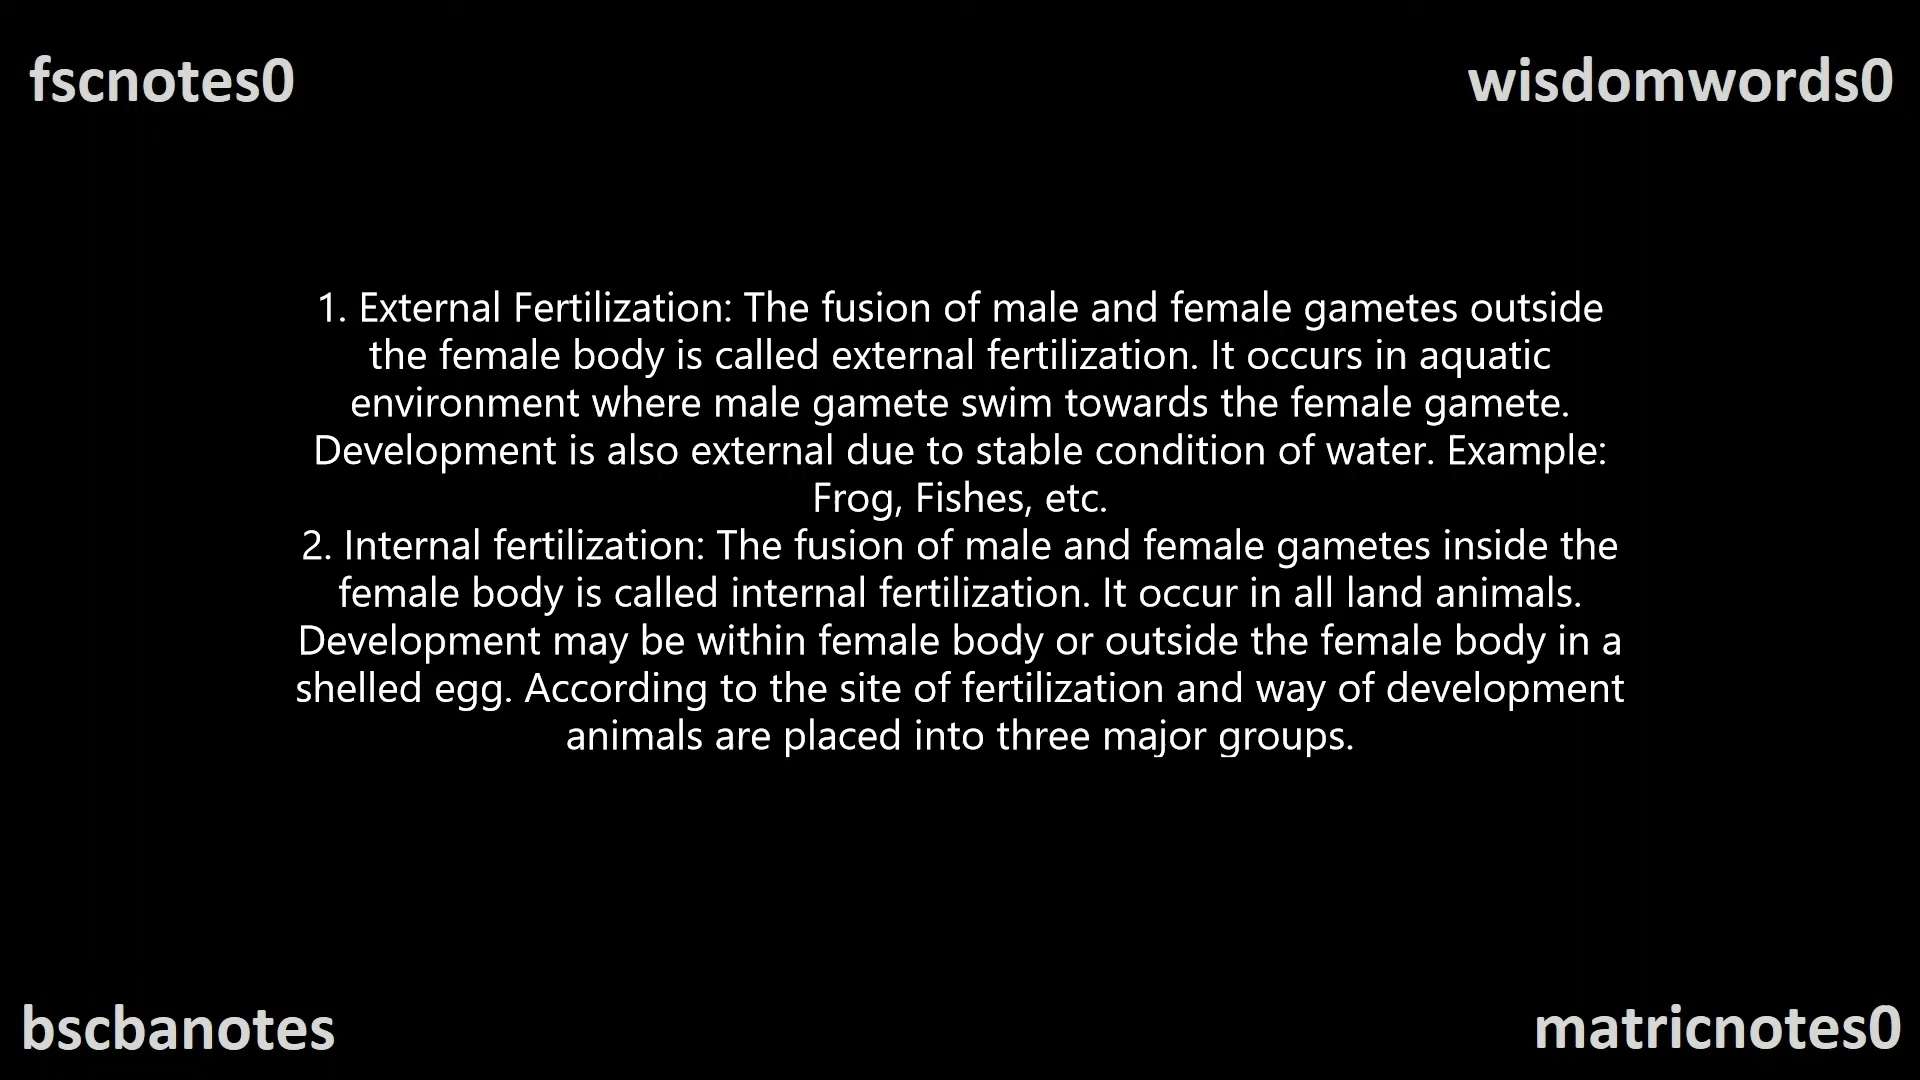 fscnotes0
wisdomwords0
1. External Fertilization: The fusion of male and female gametes outside
the female body is called external fertilization. It occurs in aquatic
environment where male gamete swim towards the female gamete.
Development is also external due to stable condition of water. Example:
Frog, Fishes, etc.
2. Internal fertilization: The fusion of male and female gametes inside the
female body is called internal fertilization. It occur in all land animals.
Development may be within female body or outside the female body in a
shelled egg. According to the site of fertilization and way of development
animals are placed into three major groups.
bscbanotes
matricnotes0